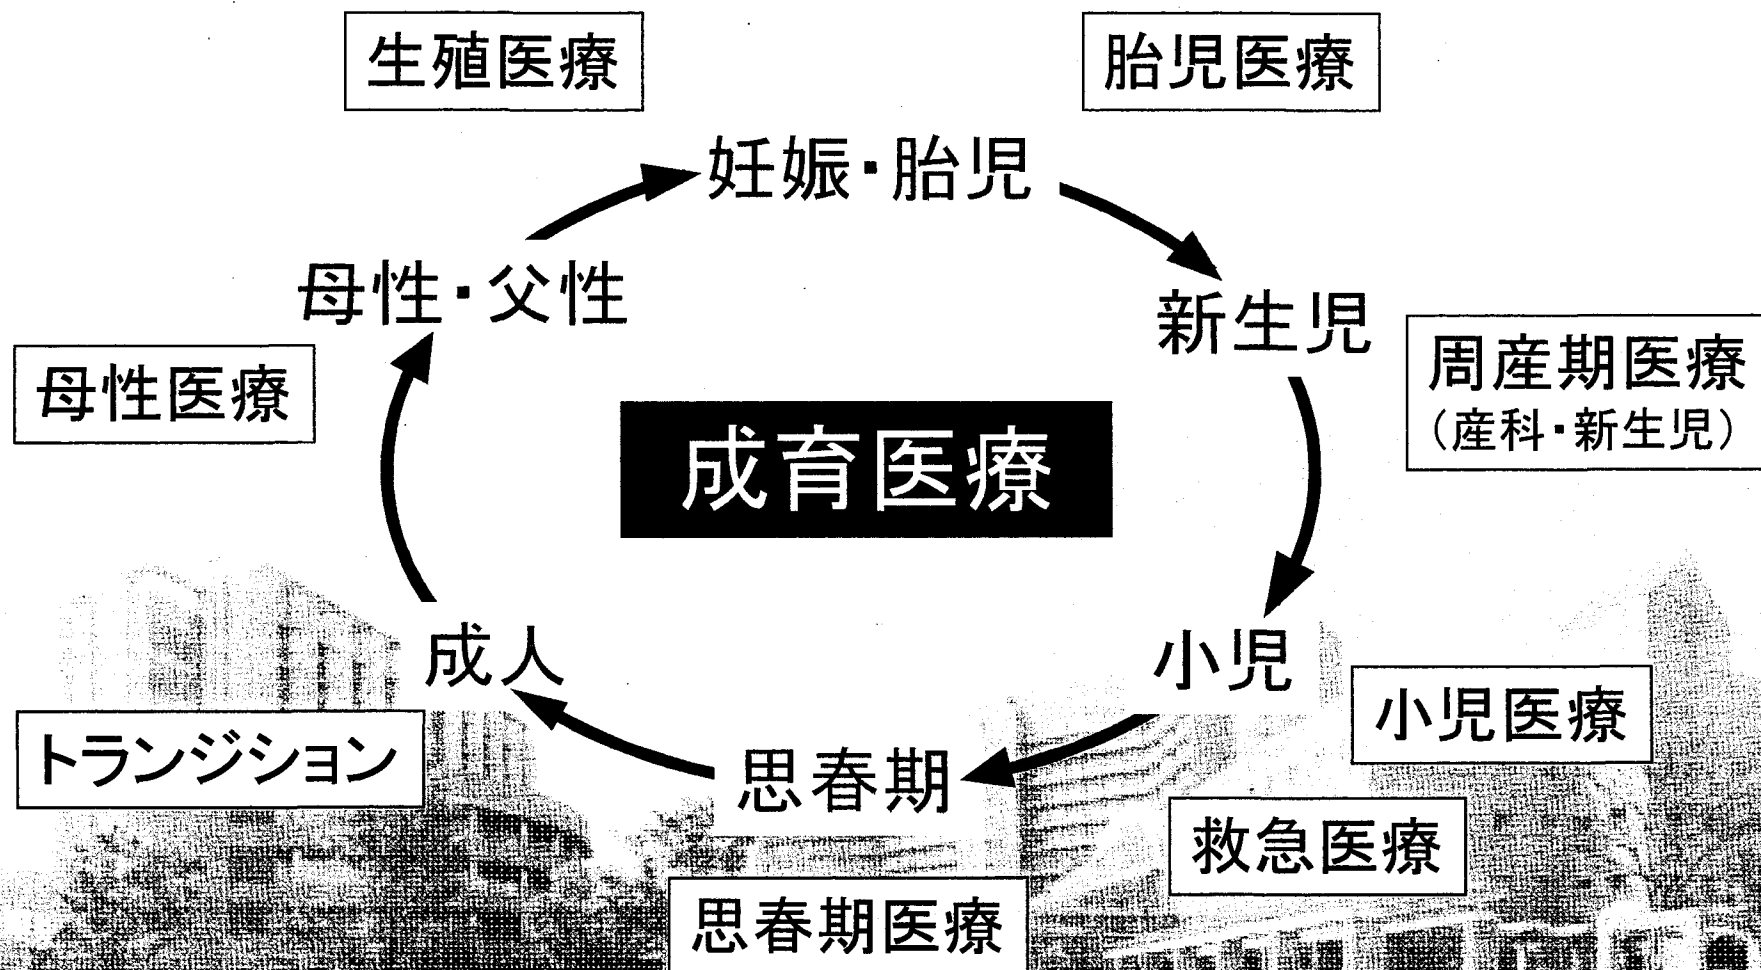 生殖医療
胎児医療
妊娠・胎児
母性・父性
新生児
周産期医療
（産科・新生児）
母性医療
成育医療
成人
小児
小児医療
トランジション
思春期
救急医療
思春期医療